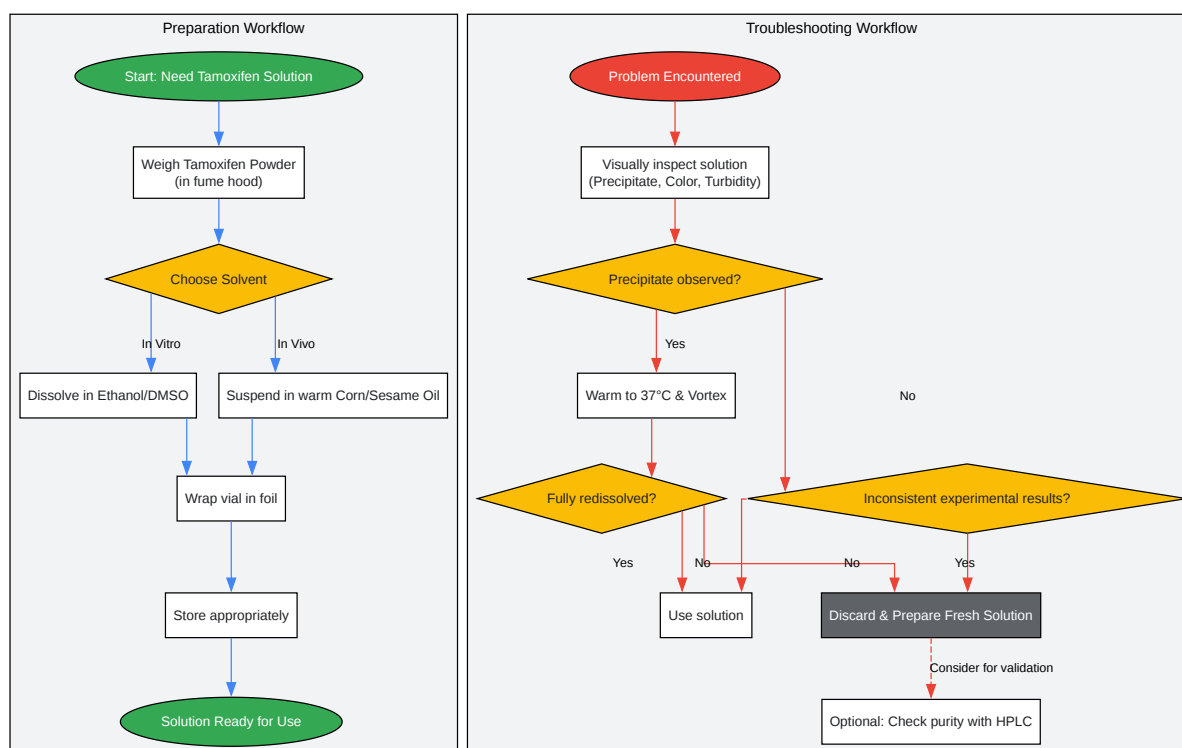 Preparation Workflow
Start: Need Tamoxifen Solution
Weigh Tamoxifen Powder
(in fume hood)
Choose Solvent
In Vitro
In Vivo
Dissolve in Ethanol/DMSO
Suspend in warm Corn/Sesame Oil
Wrap vial in foil
Store appropriately
Solution Ready for Use
Troubleshooting Workflow
Problem Encountered
Visually inspect solution
(Precipitate, Color, Turbidity)
Precipitate observed?
Yes
No
Warm to 37°C & Vortex
Fully redissolved?
Inconsistent experimental results?
Yes
No
No
Yes
Use solution
Discard & Prepare Fresh Solution
Consider for validation
Optional: Check purity with HPLC